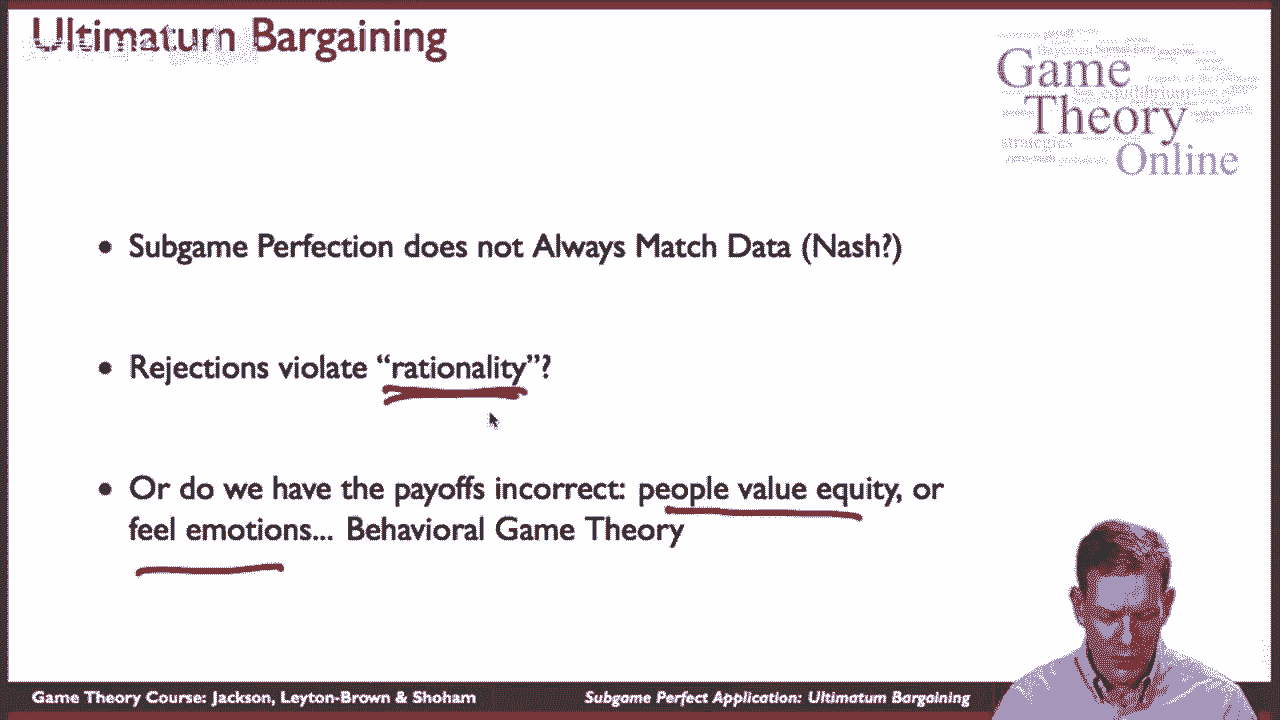 Ultimaturn Bargaining
Game
Theory
Online
strategies
• Subgame Perfection does not Always Match Data (Nash?)
• Rejections violate “rationality”?
• Or do we have the payoffs incorrect: people value equity, or
feel emotions... Behavioral Game Theory
Game Theory Course: Jackson, Leyton-Brown & Shoham
Subgame Perfect Application: Ultimatum Bargaining